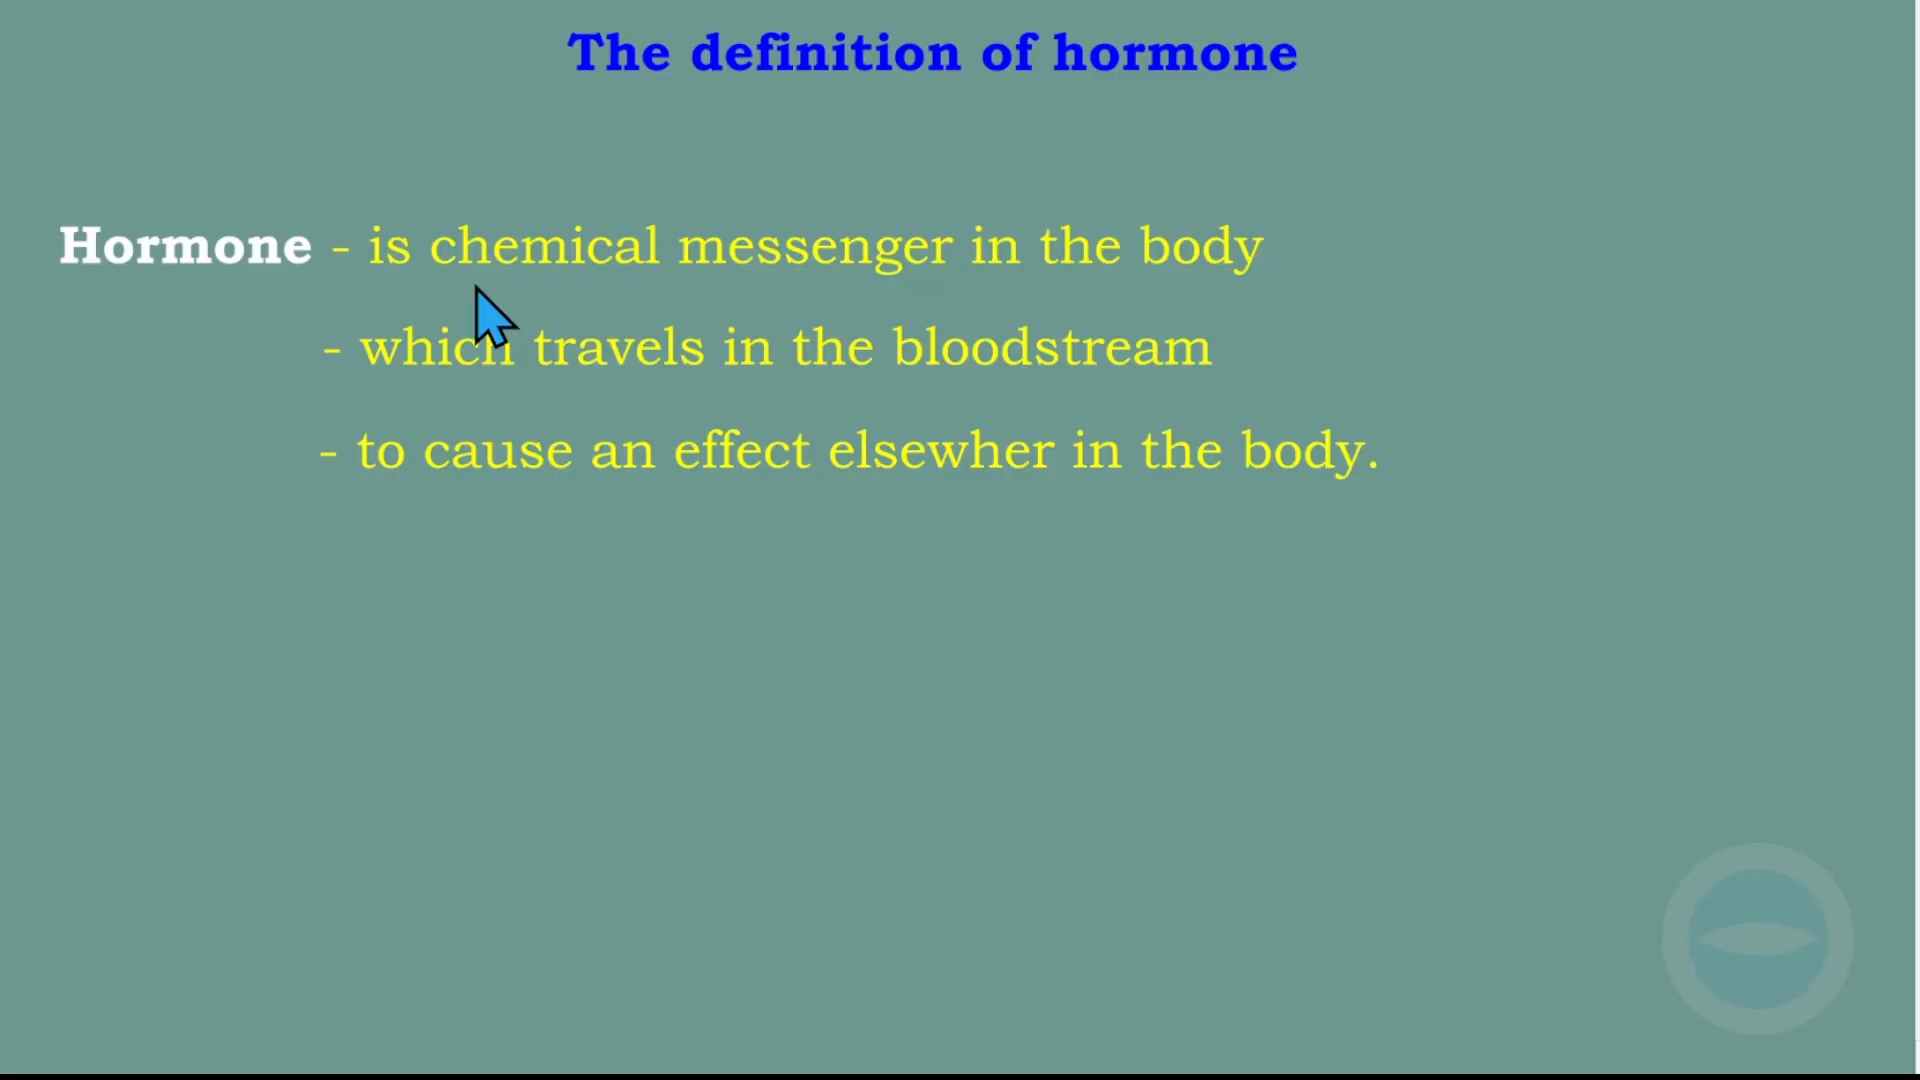 The definition of hormone
Hormone - is chemical messenger in the body
- which travels in the bloodstream
- to cause an effect elsewher in the body.